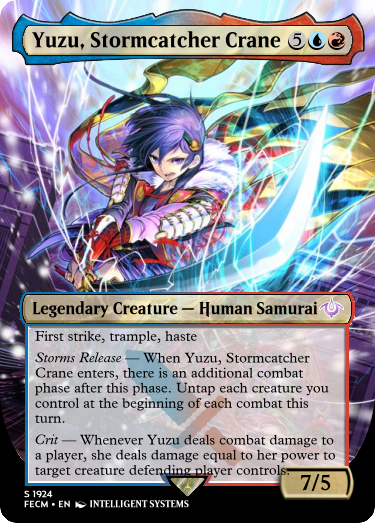 Yuzu, Stormcatcher Crane 5
Legendary Creature — Human Samurai
First strike, trample, haste
Storms Release — When Yuzu, Stormcatcher
Crane enters, there is an additional combat
phase after this phase. Untap each creature you
control at the beginning of each combat this
turn.
Crit — Whenever Yuzu deals combat damage to
a player, she deals damage equal to her power to
target creature defending player controls.
7/5
S 1924
FECM • EN INTELLIGENT SYSTEMS